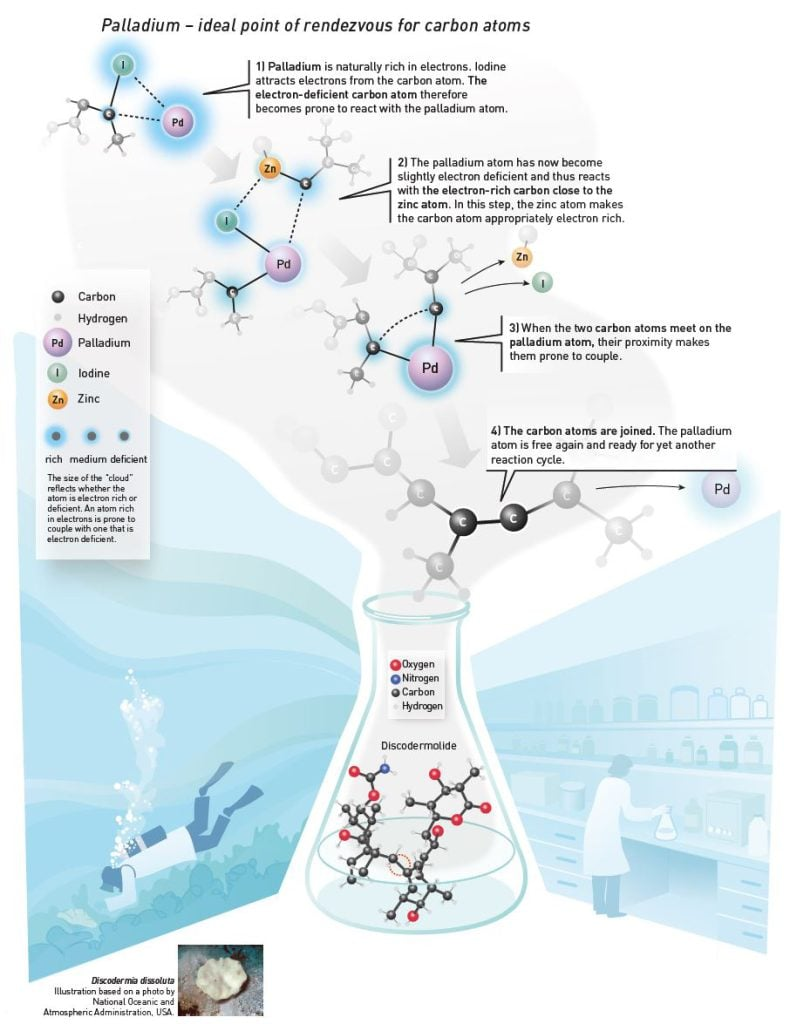 Palladium – ideal point of rendezvous for carbon atoms
1) Palladium is naturally rich in electrons. Iodine
attracts electrons from the carbon atom. The
electron-deficient carbon atom therefore
becomes prone to react with the palladium atom.
I
C
Pd
2) The palladium atom has now become
slightly electron deficient and thus reacts
with the electron-rich carbon close to the
zinc atom. In this step, the zinc atom makes
the carbon atom appropriately electron rich.
Zn
C
I
Pd
C
Zn
I
C
C
Pd
3) When the two carbon atoms meet on the
palladium atom, their proximity makes
them prone to couple.
Carbon
Hydrogen
Pd Palladium
I Iodine
Zn Zinc
rich medium deficient
The size of the "cloud"
reflects whether the
atom is electron rich or
deficient. An atom rich
in electrons is prone to
couple with one that is
electron deficient.
4) The carbon atoms are joined. The palladium
atom is free again and ready for yet another
reaction cycle.
C
C
C
C
C
C
C
C
C
Pd
Oxygen
Nitrogen
Carbon
Hydrogen
Discodermolide
Discodermia dissoluta
Illustration based on a photo by
National Oceanic and
Atmospheric Administration, USA.